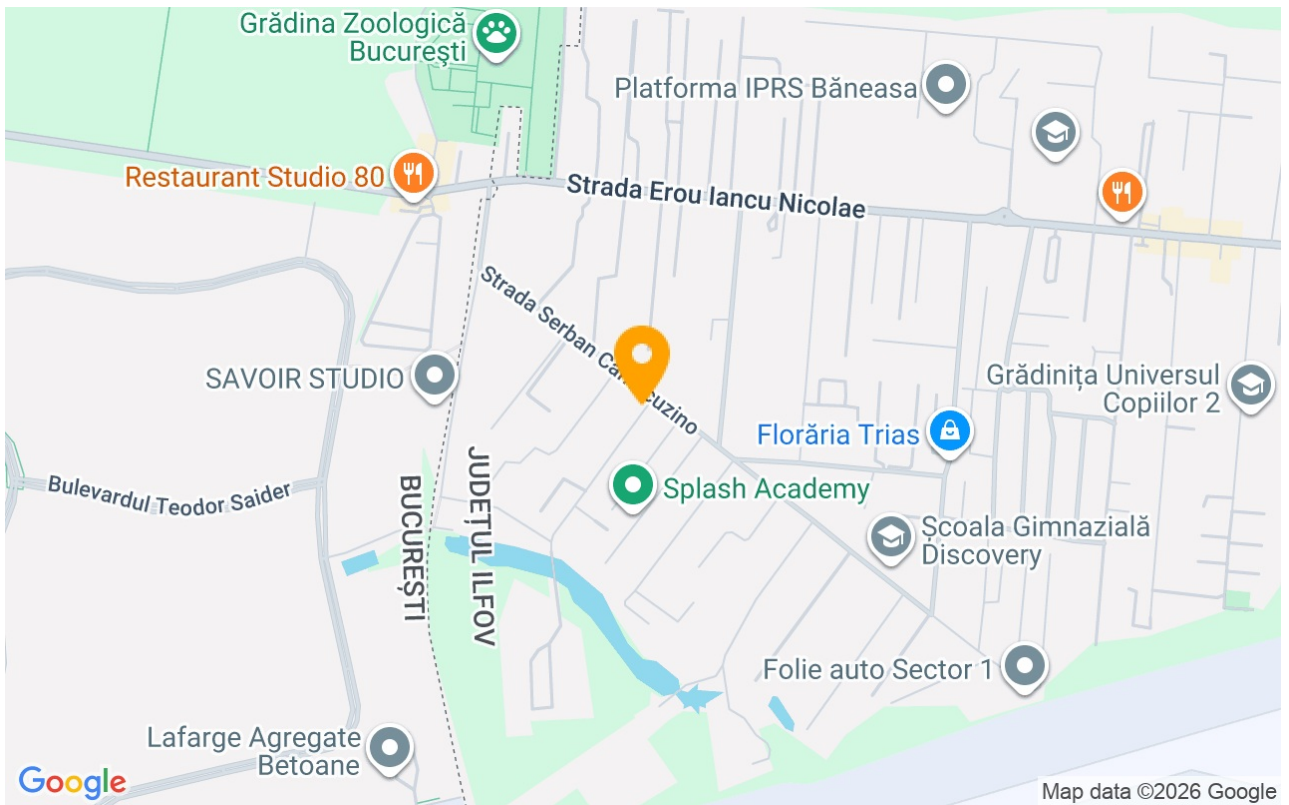 Grădina Zoologică
București
Platforma IPRS Băneasa
Restaurant Studio 80
Strada Erou Iancu Nicolae
Strada Serban Can
cuzino
SAVOIR STUDIO
Grădinița Universul
Copiilor 2
Florăria Trias
Bulevardul Teodor Saider
BUCUREȘTI
JUDEȚUL ILFOV
Splash Academy
Școala Gimnazială
Discovery
Folie auto Sector 1
Lafarge Agregate
Betoane
Google
Map data ©2026 Google